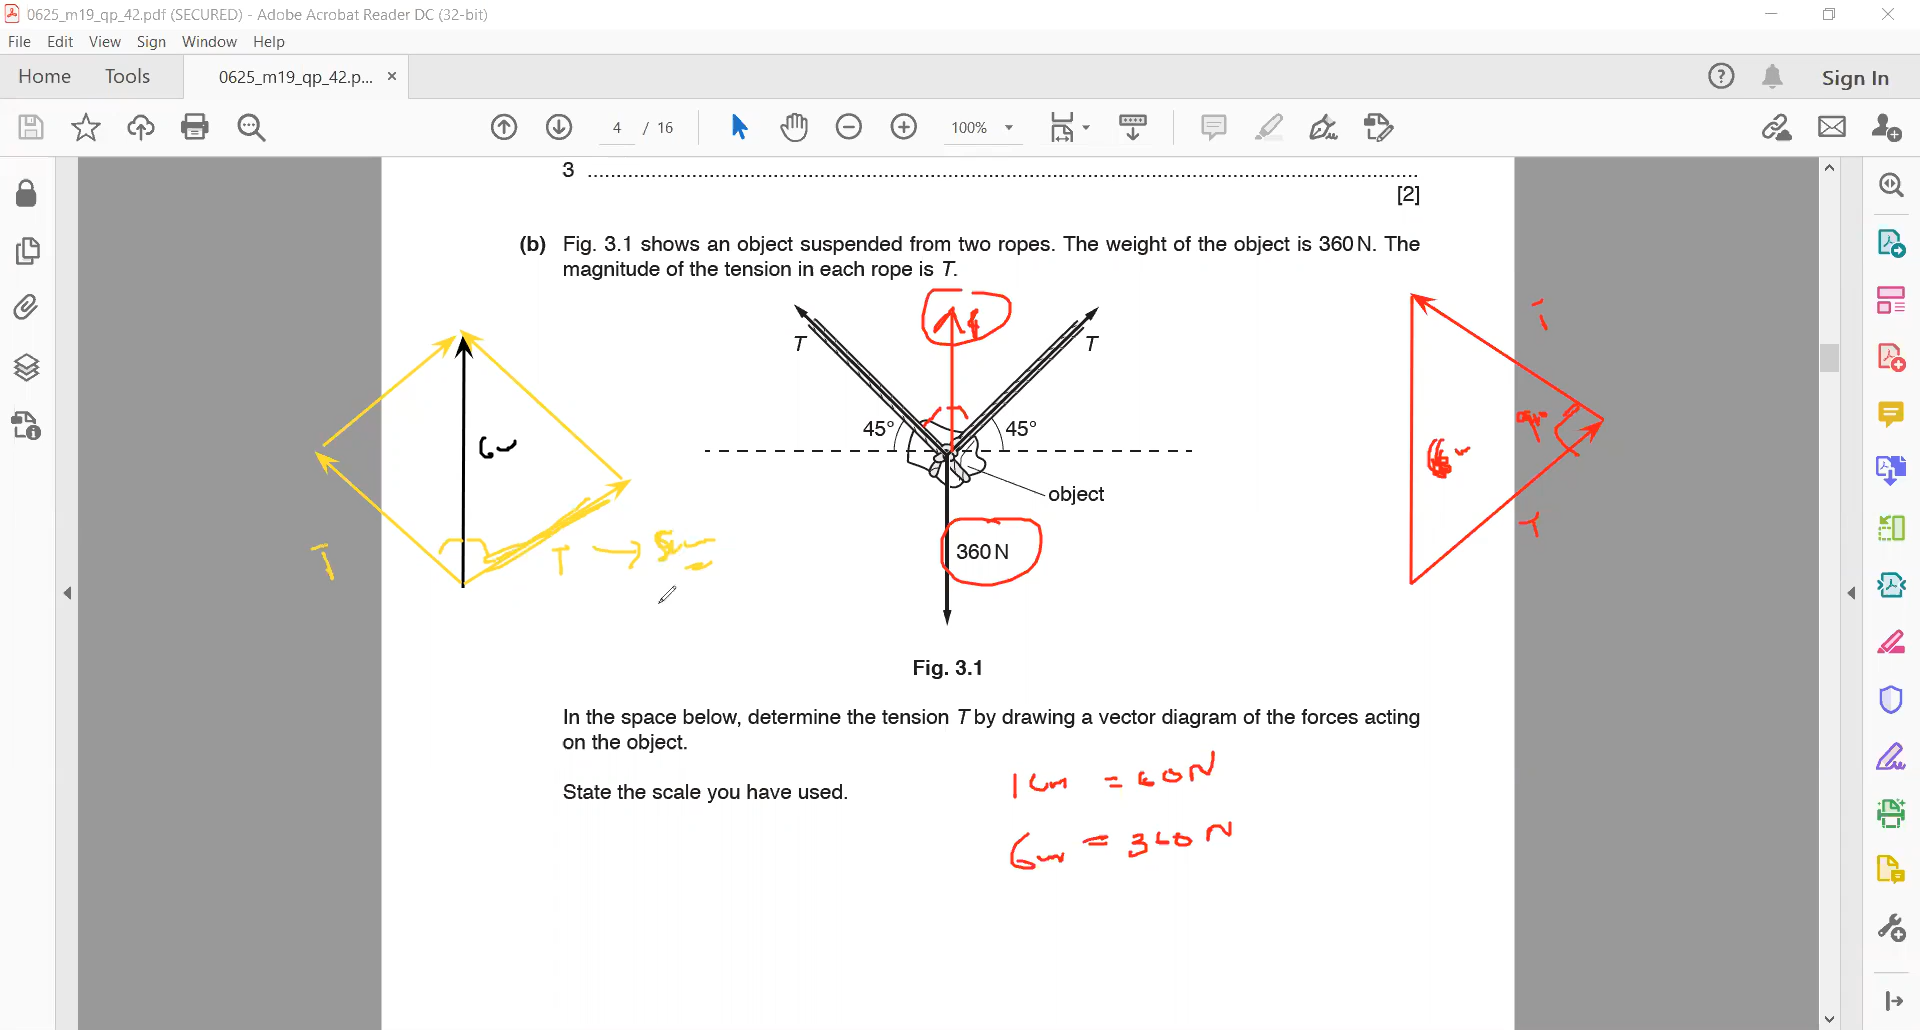 0625_m19_qp_42.pdf (SECURED) - Adobe Acrobat Reader DC (32-bit)
File Edit View Sign Window Help
Home Tools 0625_m19_qp_42.p... ×
? Sign In
4 / 16 100%
3 ........................................................................................................................
[2]
(b) Fig. 3.1 shows an object suspended from two ropes. The weight of the object is 360 N. The
magnitude of the tension in each rope is T.
T T
T
45° 45°
6cm
object
T
T
T
360 N
Fig. 3.1
In the space below, determine the tension T by drawing a vector diagram of the forces acting
on the object.
1cm = 60N
State the scale you have used.
6cm = 360N